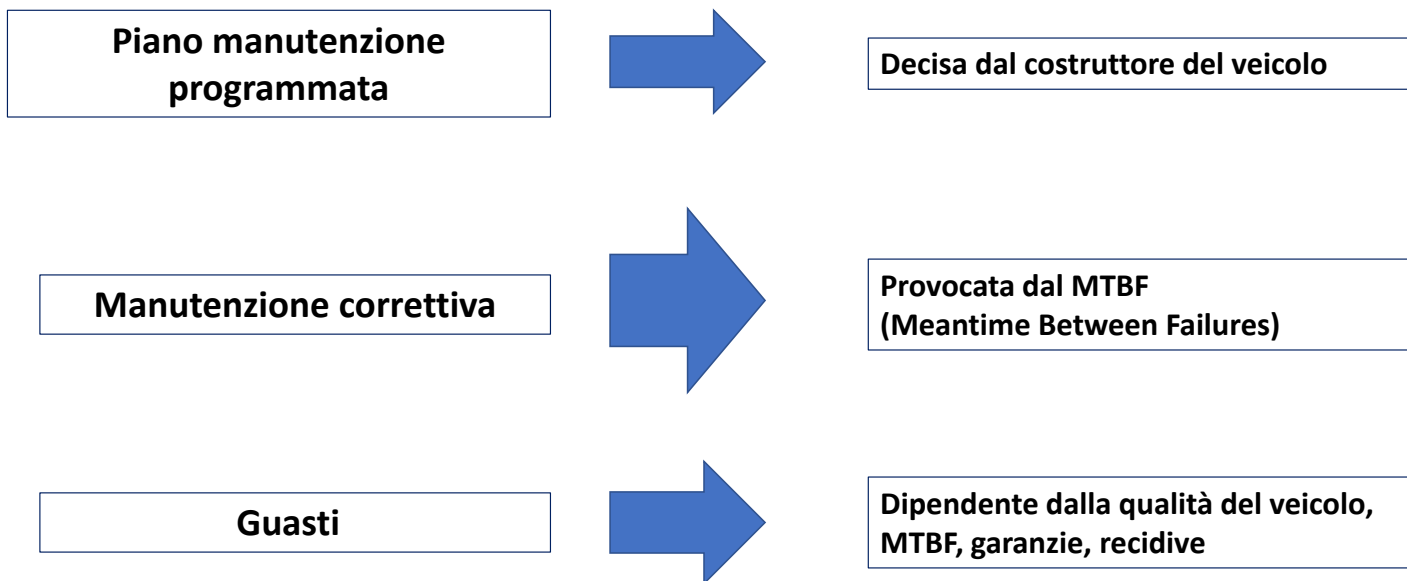 Piano manutenzione
programmata
Decisa dal costruttore del veicolo
Manutenzione correttiva
Provocata dal MTBF
(Meantime Between Failures)
Guasti
Dipendente dalla qualità del veicolo,
MTBF, garanzie, recidive